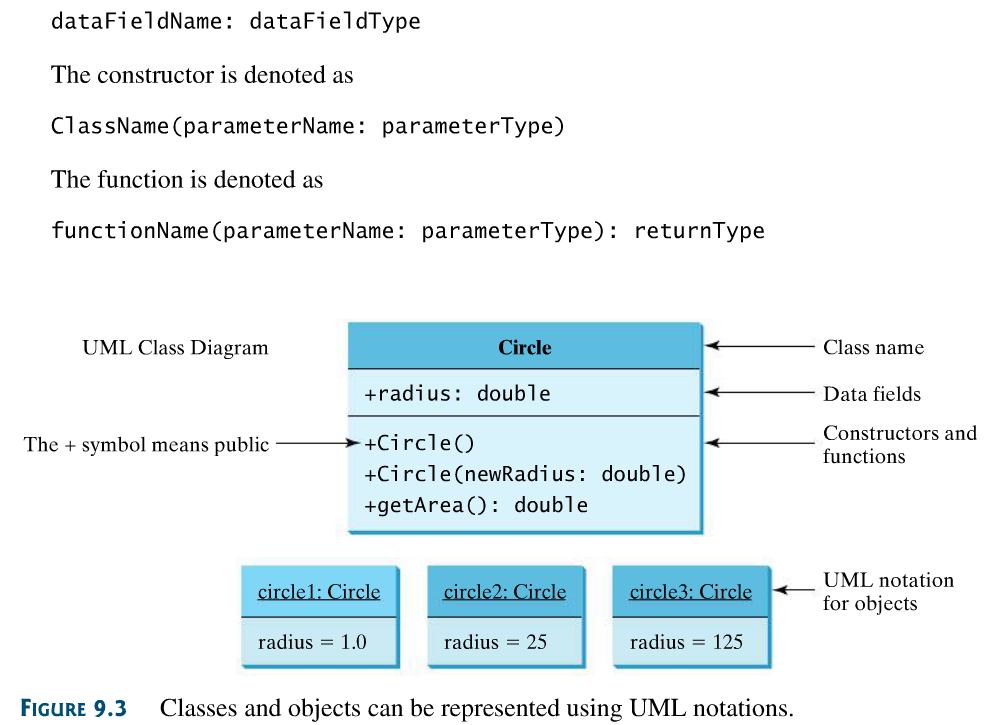 dataFieldName: dataFieldType
The constructor is denoted as
ClassName(parameterName: parameterType)
The function is denoted as
functionName(parameterName: parameterType): returnType
UML Class Diagram
Circle
Class name
+radius: double
Data fields
The + symbol means public
+Circle()
+Circle(newRadius: double)
+getArea(): double
Constructors and
functions
circle1: Circle
radius = 1.0
circle2: Circle
radius = 25
circle3: Circle
radius = 125
UML notation
for objects
FIGURE 9.3 Classes and objects can be represented using UML notations.